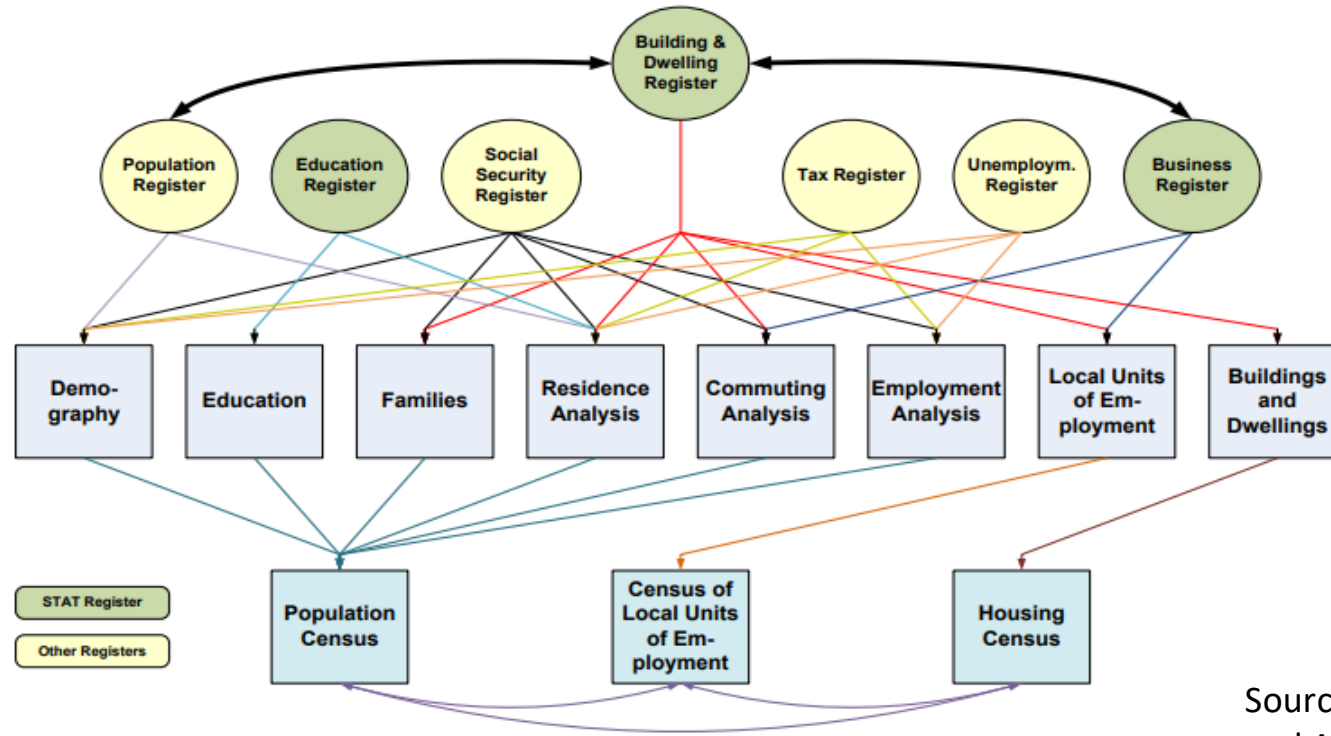 Building &
Dwelling
Register
Population
Register
Education
Register
Social
Security
Register
Tax Register
Unemploym.
Register
Business
Register
Demo-
graphy
Education
Families
Residence
Analysis
Commuting
Analysis
Employment
Analysis
Local Units
of Em-
ployment
Buildings
and
Dwellings
STAT Register
Other Registers
Population
Census
Census of
Local Units
of Em-
ployment
Housing
Census